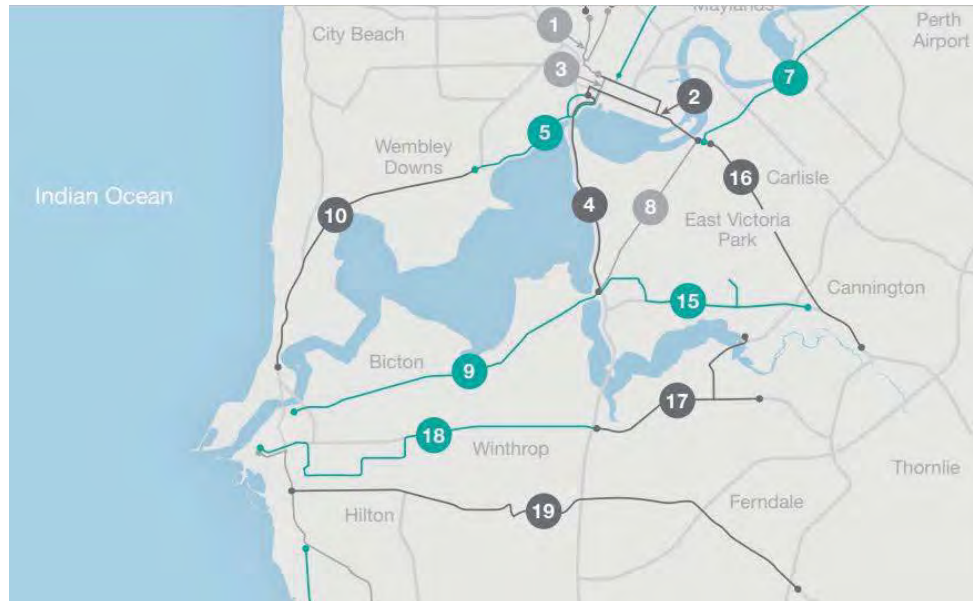 Maylands
1
City Beach
Perth
Airport
3
7
2
5
Wembley
Downs
16
Carlisle
Indian Ocean
10
4
8
East Victoria
Park
Cannington
15
Bicton
9
17
18
Winthrop
Thornlie
Ferndale
19
Hilton